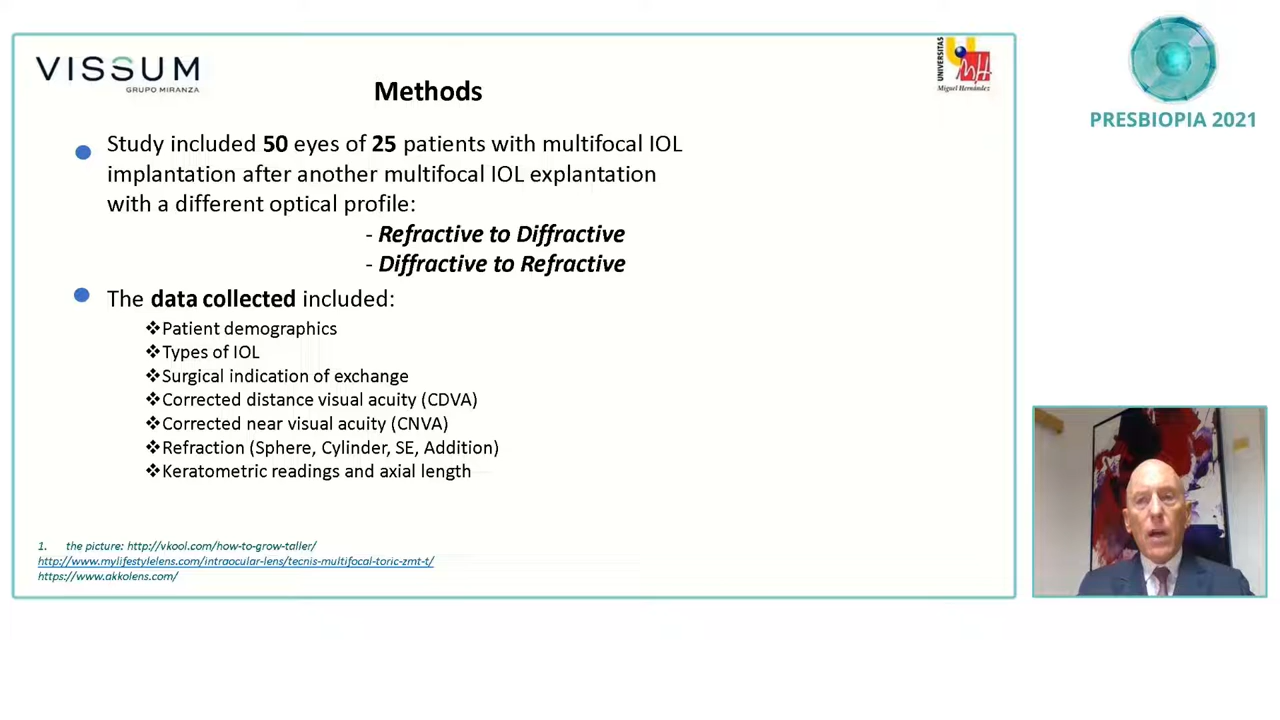 VISSUM
GRUPO MIRANZA
UNIVERSITAS
Miguel Hernández
PRESBIOPIA 2021
Methods
Study included 50 eyes of 25 patients with multifocal IOL
implantation after another multifocal IOL explantation
with a different optical profile:
- Refractive to Diffractive
- Diffractive to Refractive
The data collected included:
❖Patient demographics
❖Types of IOL
❖Surgical indication of exchange
❖Corrected distance visual acuity (CDVA)
❖Corrected near visual acuity (CNVA)
❖Refraction (Sphere, Cylinder, SE, Addition)
❖Keratometric readings and axial length
1. the picture: http://vkool.com/how-to-grow-taller/
http://www.mylifestylelens.com/intraocular-lens/tecnis-multifocal-toric-zmt-t/
https://www.akkolens.com/